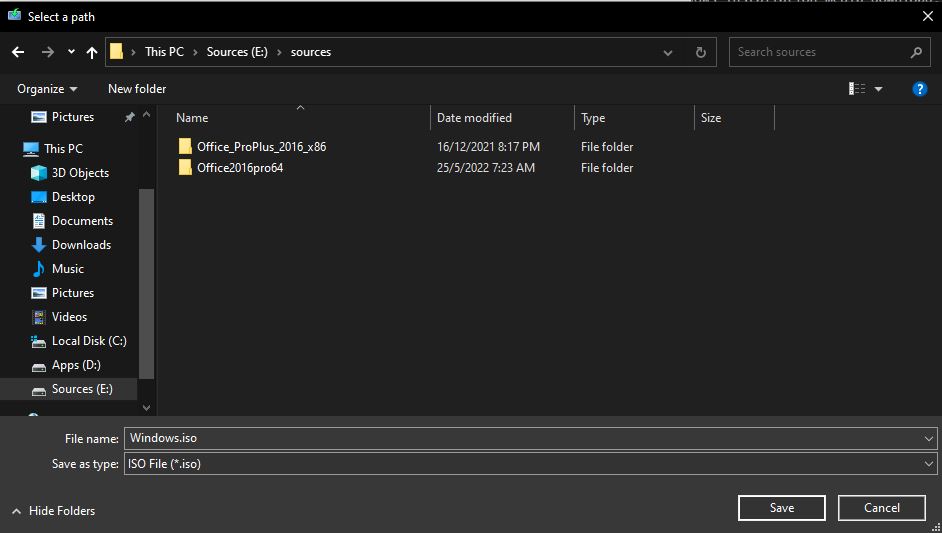 Select a path
This PC > Sources (E:) > sources
Search sources
Organize
New folder
Name
Date modified
Type
Size
Office_ProPlus_2016_x86
16/12/2021 8:17 PM
File folder
Office2016pro64
25/5/2022 7:23 AM
File folder
Pictures
This PC
3D Objects
Desktop
Documents
Downloads
Music
Pictures
Videos
Local Disk (C:)
Apps (D:)
Sources (E:)
File name: Windows.iso
Save as type: ISO File (*.iso)
Hide Folders
Save
Cancel